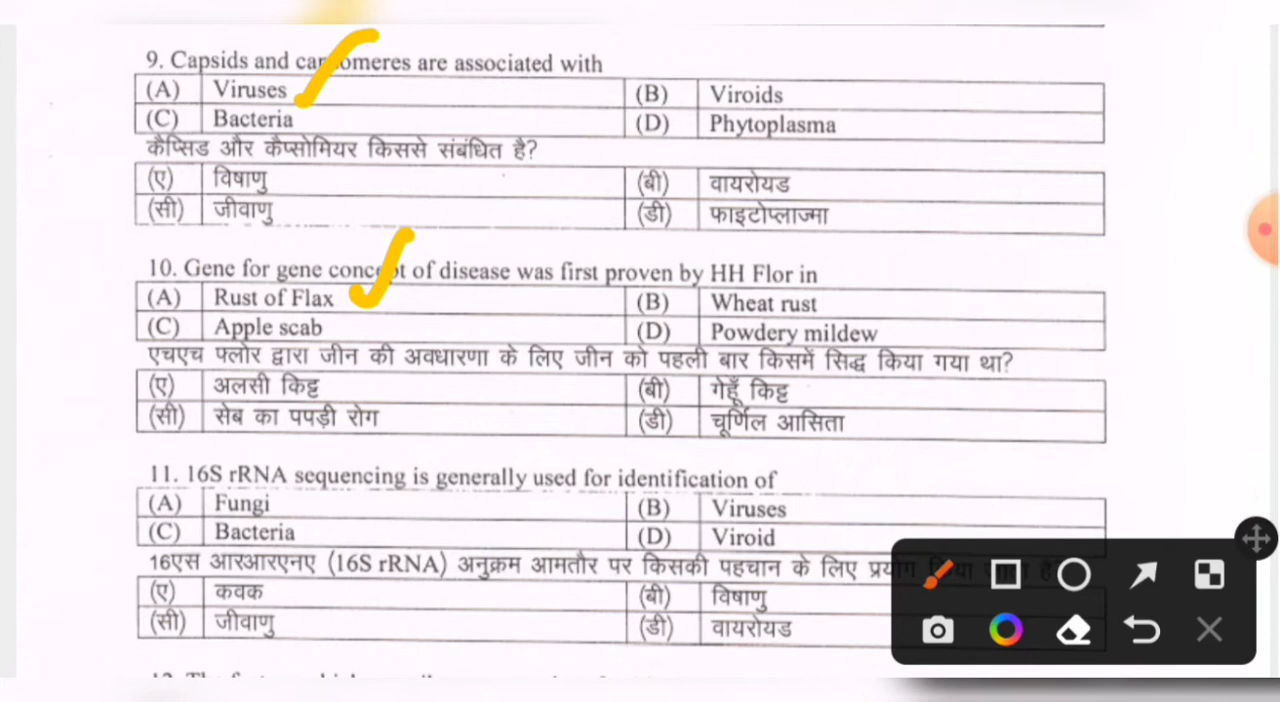 9. Capsids and capsomeres are associated with
(A) Viruses (B) Viroids
(C) Bacteria (D) Phytoplasma
कैप्सिड और कैप्सोमियर किससे संबंधित है?
(ए) विषाणु (बी) वायरोयड
(सी) जीवाणु (डी) फाइटोप्लाज्मा
10. Gene for gene concept of disease was first proven by HH Flor in
(A) Rust of Flax (B) Wheat rust
(C) Apple scab (D) Powdery mildew
एचएच फ्लोर द्वारा जीन की अवधारणा के लिए जीन को पहली बार किसमें सिद्ध किया गया था?
(ए) अलसी किट्ट (बी) गेहूँ किट्ट
(सी) सेब का पपड़ी रोग (डी) चूर्णिल आसिता
11. 16S rRNA sequencing is generally used for identification of
(A) Fungi (B) Viruses
(C) Bacteria (D) Viroid
16एस आरआरएनए (16S rRNA) अनुक्रम आमतौर पर किसकी पहचान के लिए प्रयोग किया जाता है
(ए) कवक (बी) विषाणु
(सी) जीवाणु (डी) वायरोयड